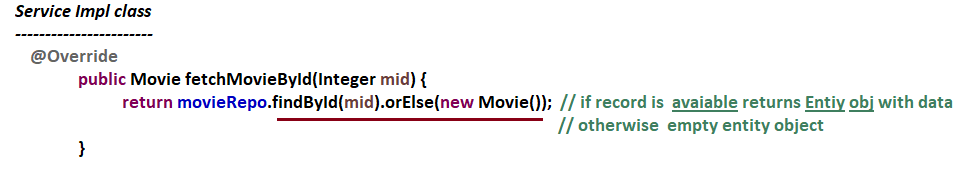 Service Impl class
-----------------------
@Override
public Movie fetchMovieById(Integer mid) {
return movieRepo.findById(mid).orElse(new Movie()); // if record is avaiable returns Entiy obj with data
// otherwise empty entity object
}